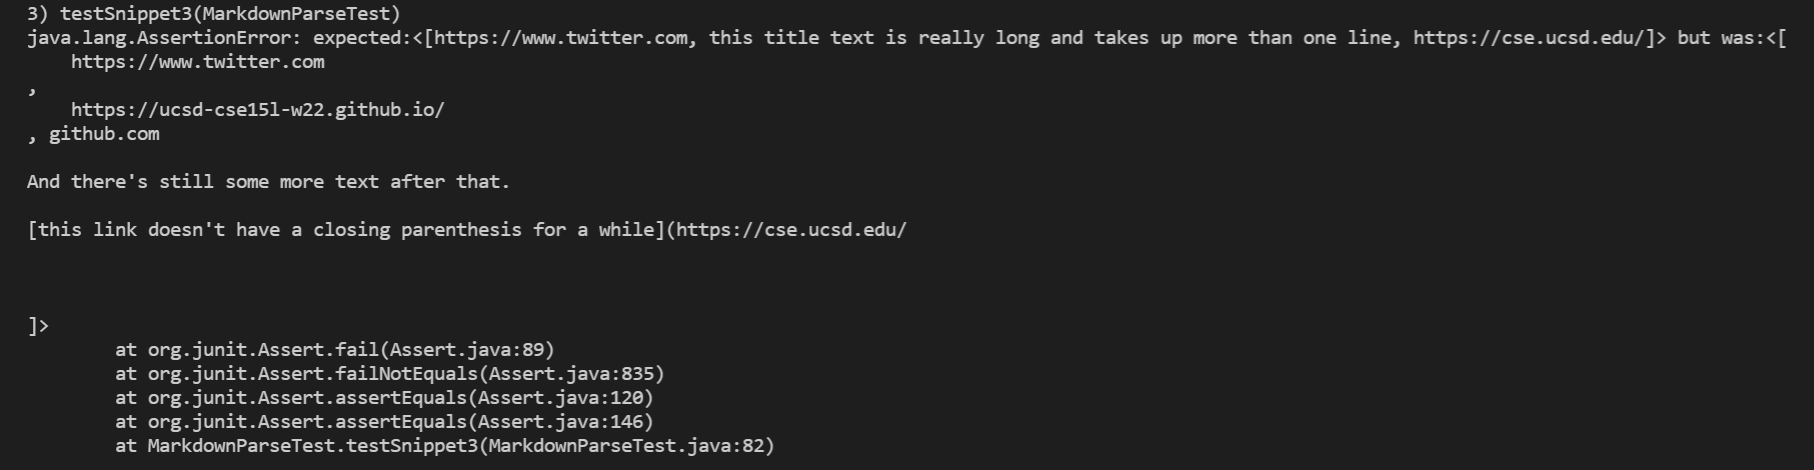 3) testSnippet3(MarkdownParseTest)
java.lang.AssertionError: expected:<[https://www.twitter.com, this title text is really long and takes up more than one line, https://cse.ucsd.edu/]> but was:<[
    https://www.twitter.com
,
    https://ucsd-cse15l-w22.github.io/
, github.com

And there's still some more text after that.

[this link doesn't have a closing parenthesis for a while](https://cse.ucsd.edu/



]>
        at org.junit.Assert.fail(Assert.java:89)
        at org.junit.Assert.failNotEquals(Assert.java:835)
        at org.junit.Assert.assertEquals(Assert.java:120)
        at org.junit.Assert.assertEquals(Assert.java:146)
        at MarkdownParseTest.testSnippet3(MarkdownParseTest.java:82)